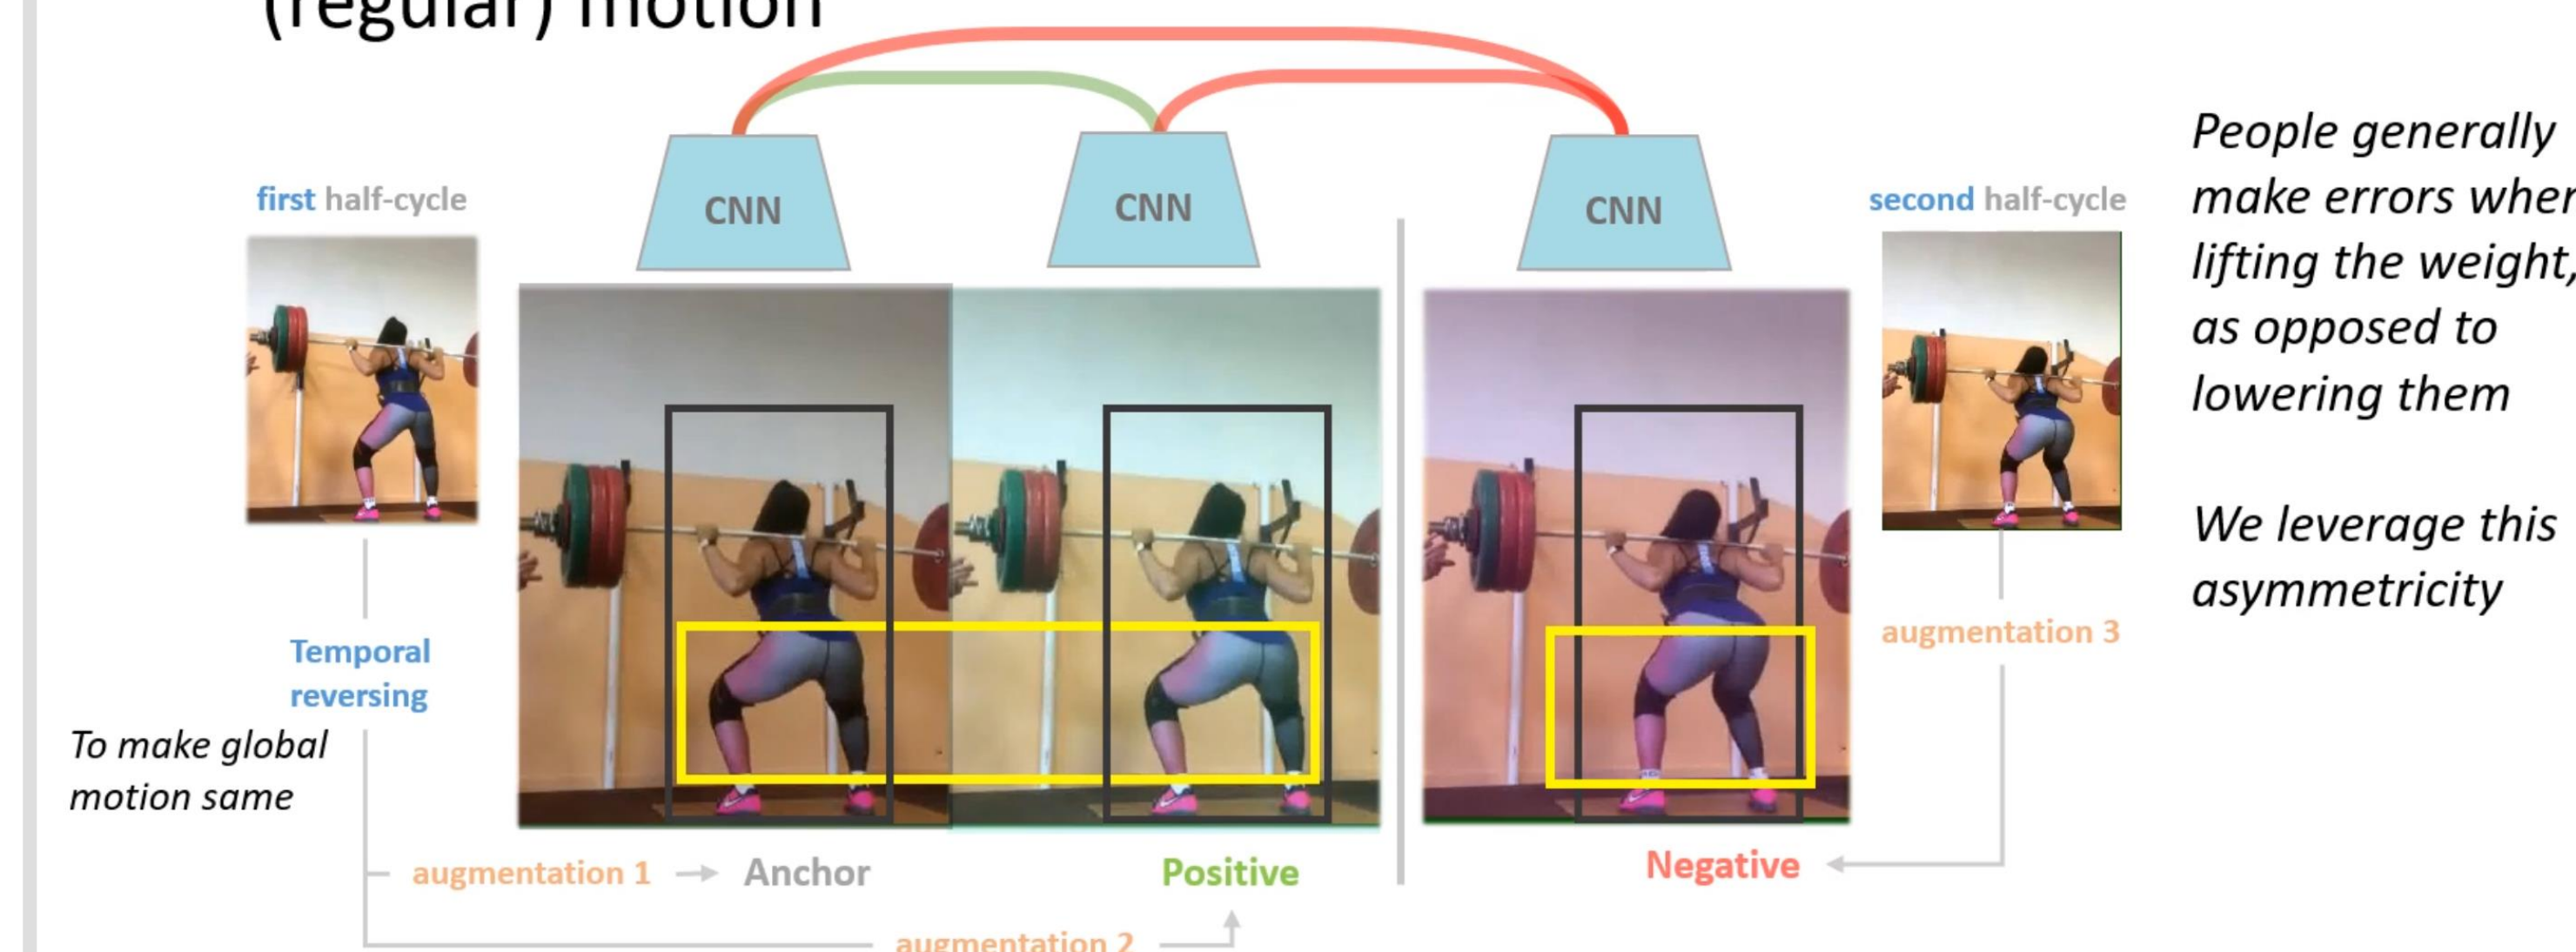 (regular) motion
CNN
CNN
CNN
first half-cycle
second half-cycle
People generally
make errors when
lifting the weight,
as opposed to
lowering them
We leverage this
asymmetricity
Temporal
reversing
To make global
motion same
augmentation 3
augmentation 1
Anchor
Positive
Negative
augmentation 2